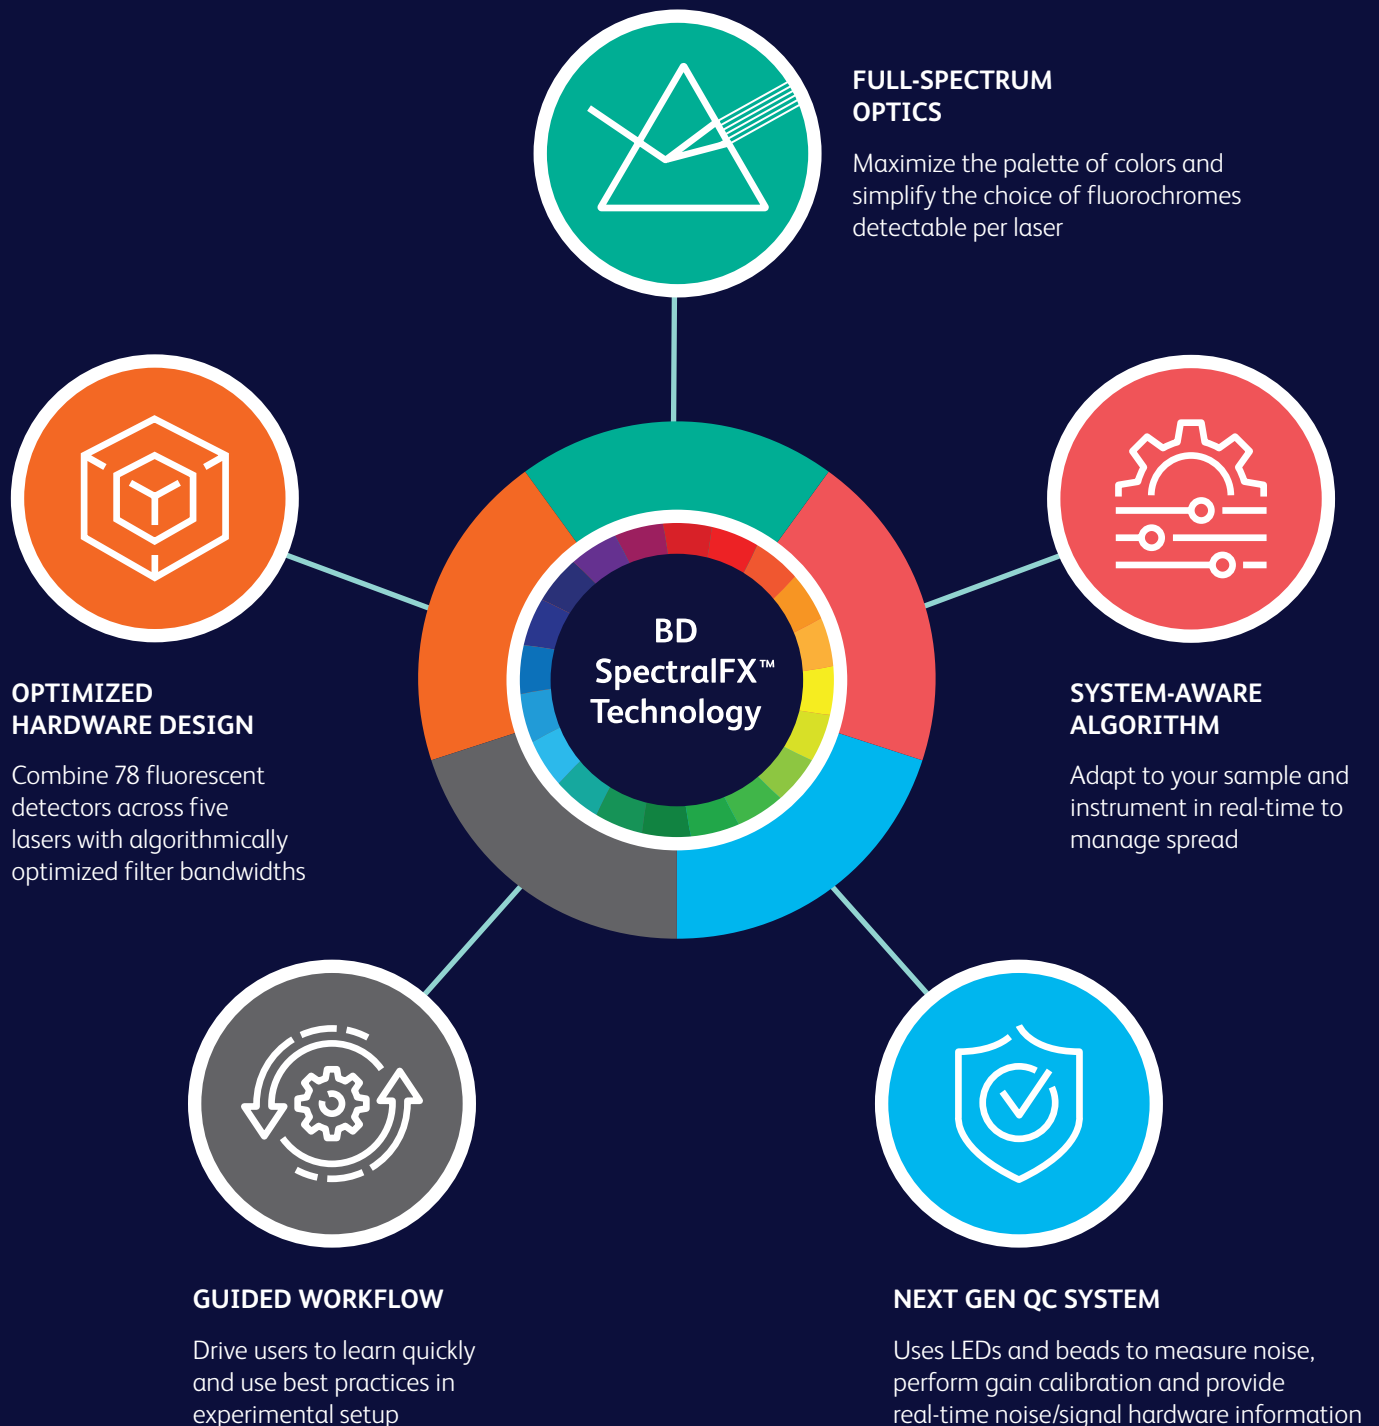 FULL-SPECTRUM
OPTICS
Maximize the palette of colors and
simplify the choice of fluorochromes
detectable per laser
BD
SpectralFX™
Technology
OPTIMIZED
HARDWARE DESIGN
Combine 78 fluorescent
detectors across five
lasers with algorithmically
optimized filter bandwidths
SYSTEM-AWARE
ALGORITHM
Adapt to your sample and
instrument in real-time to
manage spread
GUIDED WORKFLOW
Drive users to learn quickly
and use best practices in
experimental setup
NEXT GEN QC SYSTEM
Uses LEDs and beads to measure noise,
perform gain calibration and provide
real-time noise/signal hardware information